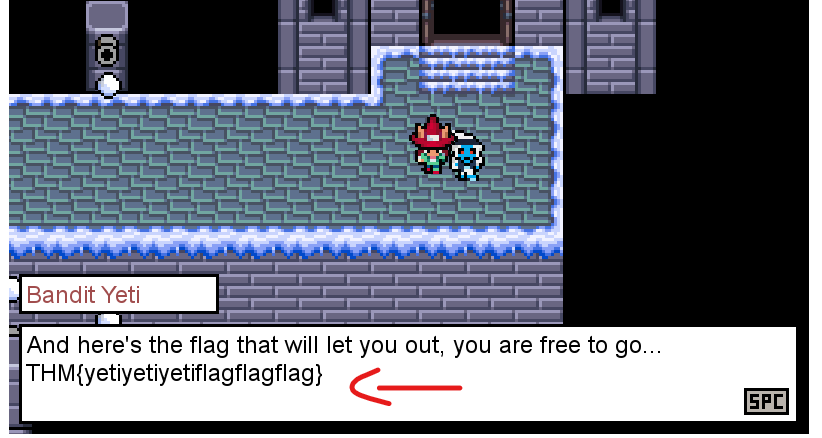 Bandit Yeti
And here's the flag that will let you out, you are free to go...
THM{yetiyetiyetiflagflagflag}
SPC